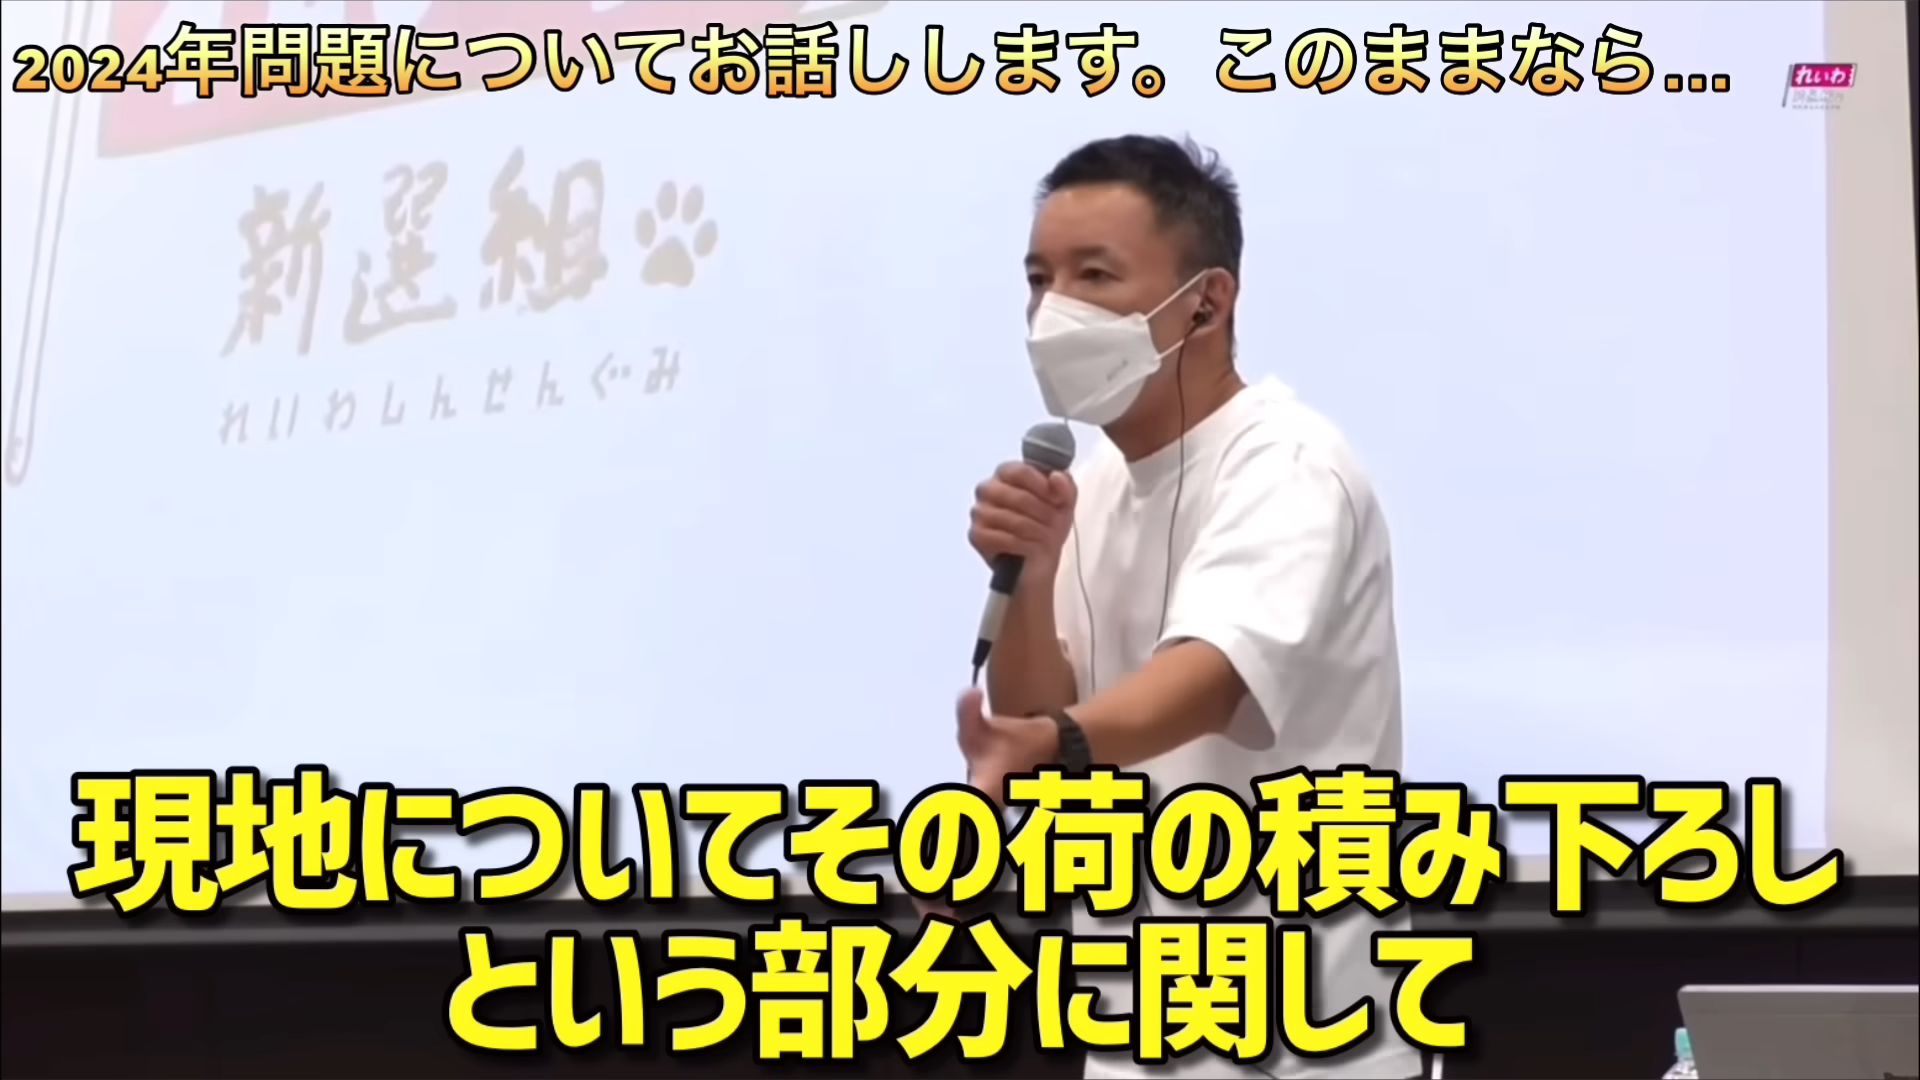 2024年問題についてお話しします。このままなら...
れいわ
新選組
れいわしんせんぐみ
現地についてその荷の積み下ろし
という部分に関して